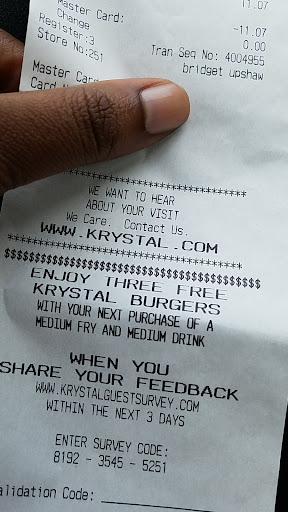 11.07
Master Card: -11.07
Change 0.00
Register:3 Tran Seq No: 4004955
Store No:251 bridget upshaw
Master Card
Card
**********************************
WE WANT TO HEAR
ABOUT YOUR VISIT
We Care. Contact Us.
WWW.KRYSTAL.COM
**********************************
$$$$$$$$$$$$$$$$$$$$$$$$$$$$$$$$$$$$$$$$
ENJOY THREE FREE
KRYSTAL BURGERS
WITH YOUR NEXT PURCHASE OF A
MEDIUM FRY AND MEDIUM DRINK
WHEN YOU
SHARE YOUR FEEDBACK
WWW.KRYSTALGUESTSURVEY.COM
WITHIN THE NEXT 3 DAYS
ENTER SURVEY CODE:
8192 - 3545 - 5251
alidation Code: ______________